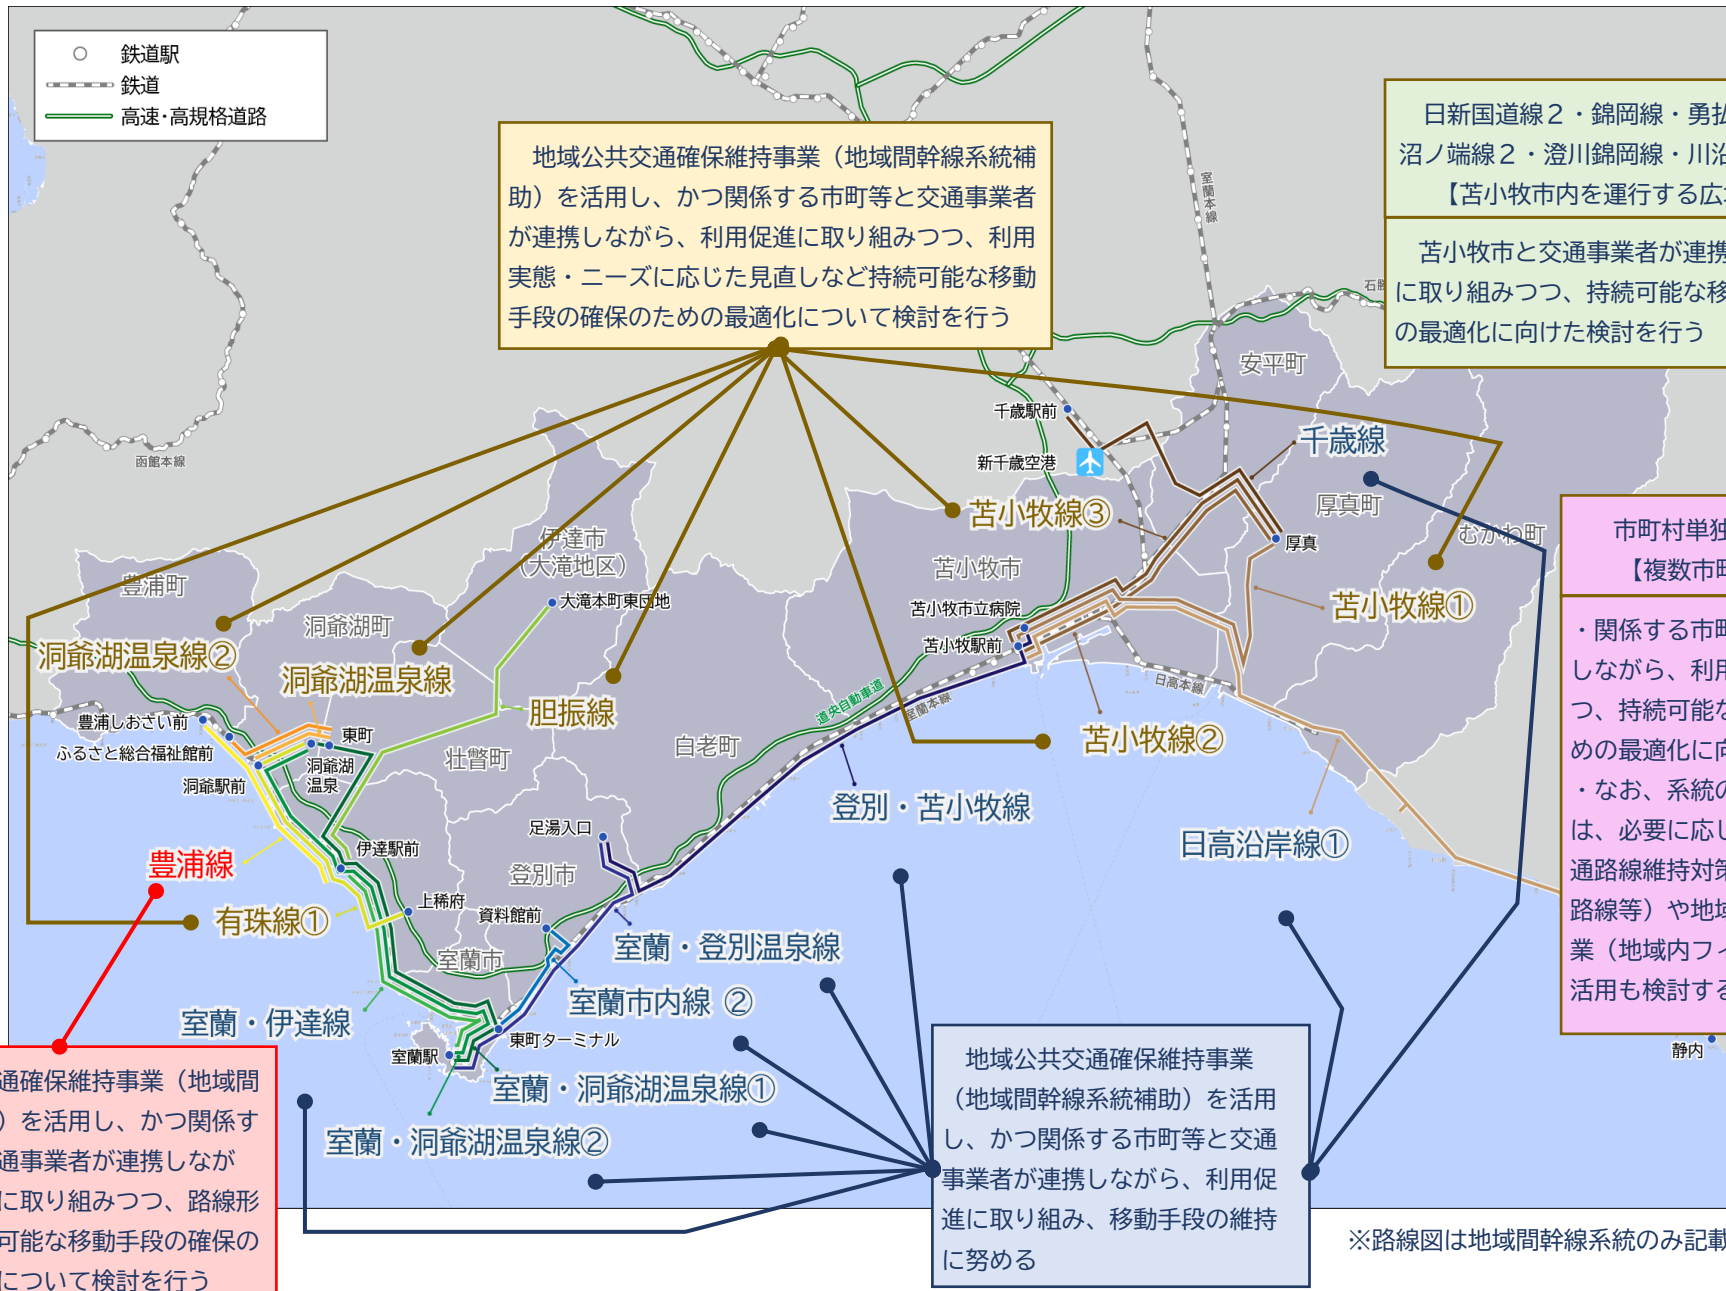 鉄道駅
鉄道
高速・高規格道路
地域公共交通確保維持事業（地域間幹線系統補
助）を活用し、かつ関係する市町等と交通事業者
が連携しながら、利用促進に取り組みつつ、利用
実態・ニーズに応じた見直しなど持続可能な移動
手段の確保のための最適化について検討を行う
日新国道線２・錦岡線・勇払
沼ノ端線２・澄川錦岡線・川沿
【苫小牧市内を運行する広
苫小牧市と交通事業者が連携
に取り組みつつ、持続可能な移
の最適化に向けた検討を行う
室蘭本線
石勝
函館本線
安平町
千歳駅前
千歳線
新千歳空港
苫小牧線③
厚真町
むかわ町
厚真
伊達市
（大滝地区）
苫小牧市
豊浦町
大滝本町東団地
苫小牧市立病院
苫小牧線①
洞爺湖町
苫小牧駅前
洞爺湖温泉線②
洞爺湖温泉線
日高本線
胆振線
道央自動車道
室蘭本線
豊浦しおさい前
東町
苫小牧線②
ふるさと総合福祉館前
白老町
壮瞥町
洞爺湖
温泉
洞爺駅前
登別・苫小牧線
足湯入口
日高沿岸線①
伊達駅前
豊浦線
登別市
上稀府
有珠線①
資料館前
室蘭・登別温泉線
室蘭市
室蘭市内線 ②
室蘭・伊達線
東町ターミナル
室蘭駅
室蘭・洞爺湖温泉線①
室蘭・洞爺湖温泉線②
静内
市町村単独
【複数市町
・関係する市町
しながら、利用
つ、持続可能な
めの最適化に向
・なお、系統の
は、必要に応じ
通路線維持対策
路線等）や地域
業（地域内フィ
活用も検討する
通確保維持事業（地域間
）を活用し、かつ関係す
通事業者が連携しなが
に取り組みつつ、路線形
可能な移動手段の確保の
について検討を行う
地域公共交通確保維持事業
（地域間幹線系統補助）を活用
し、かつ関係する市町等と交通
事業者が連携しながら、利用促
進に取り組み、移動手段の維持
に努める
※路線図は地域間幹線系統のみ記載